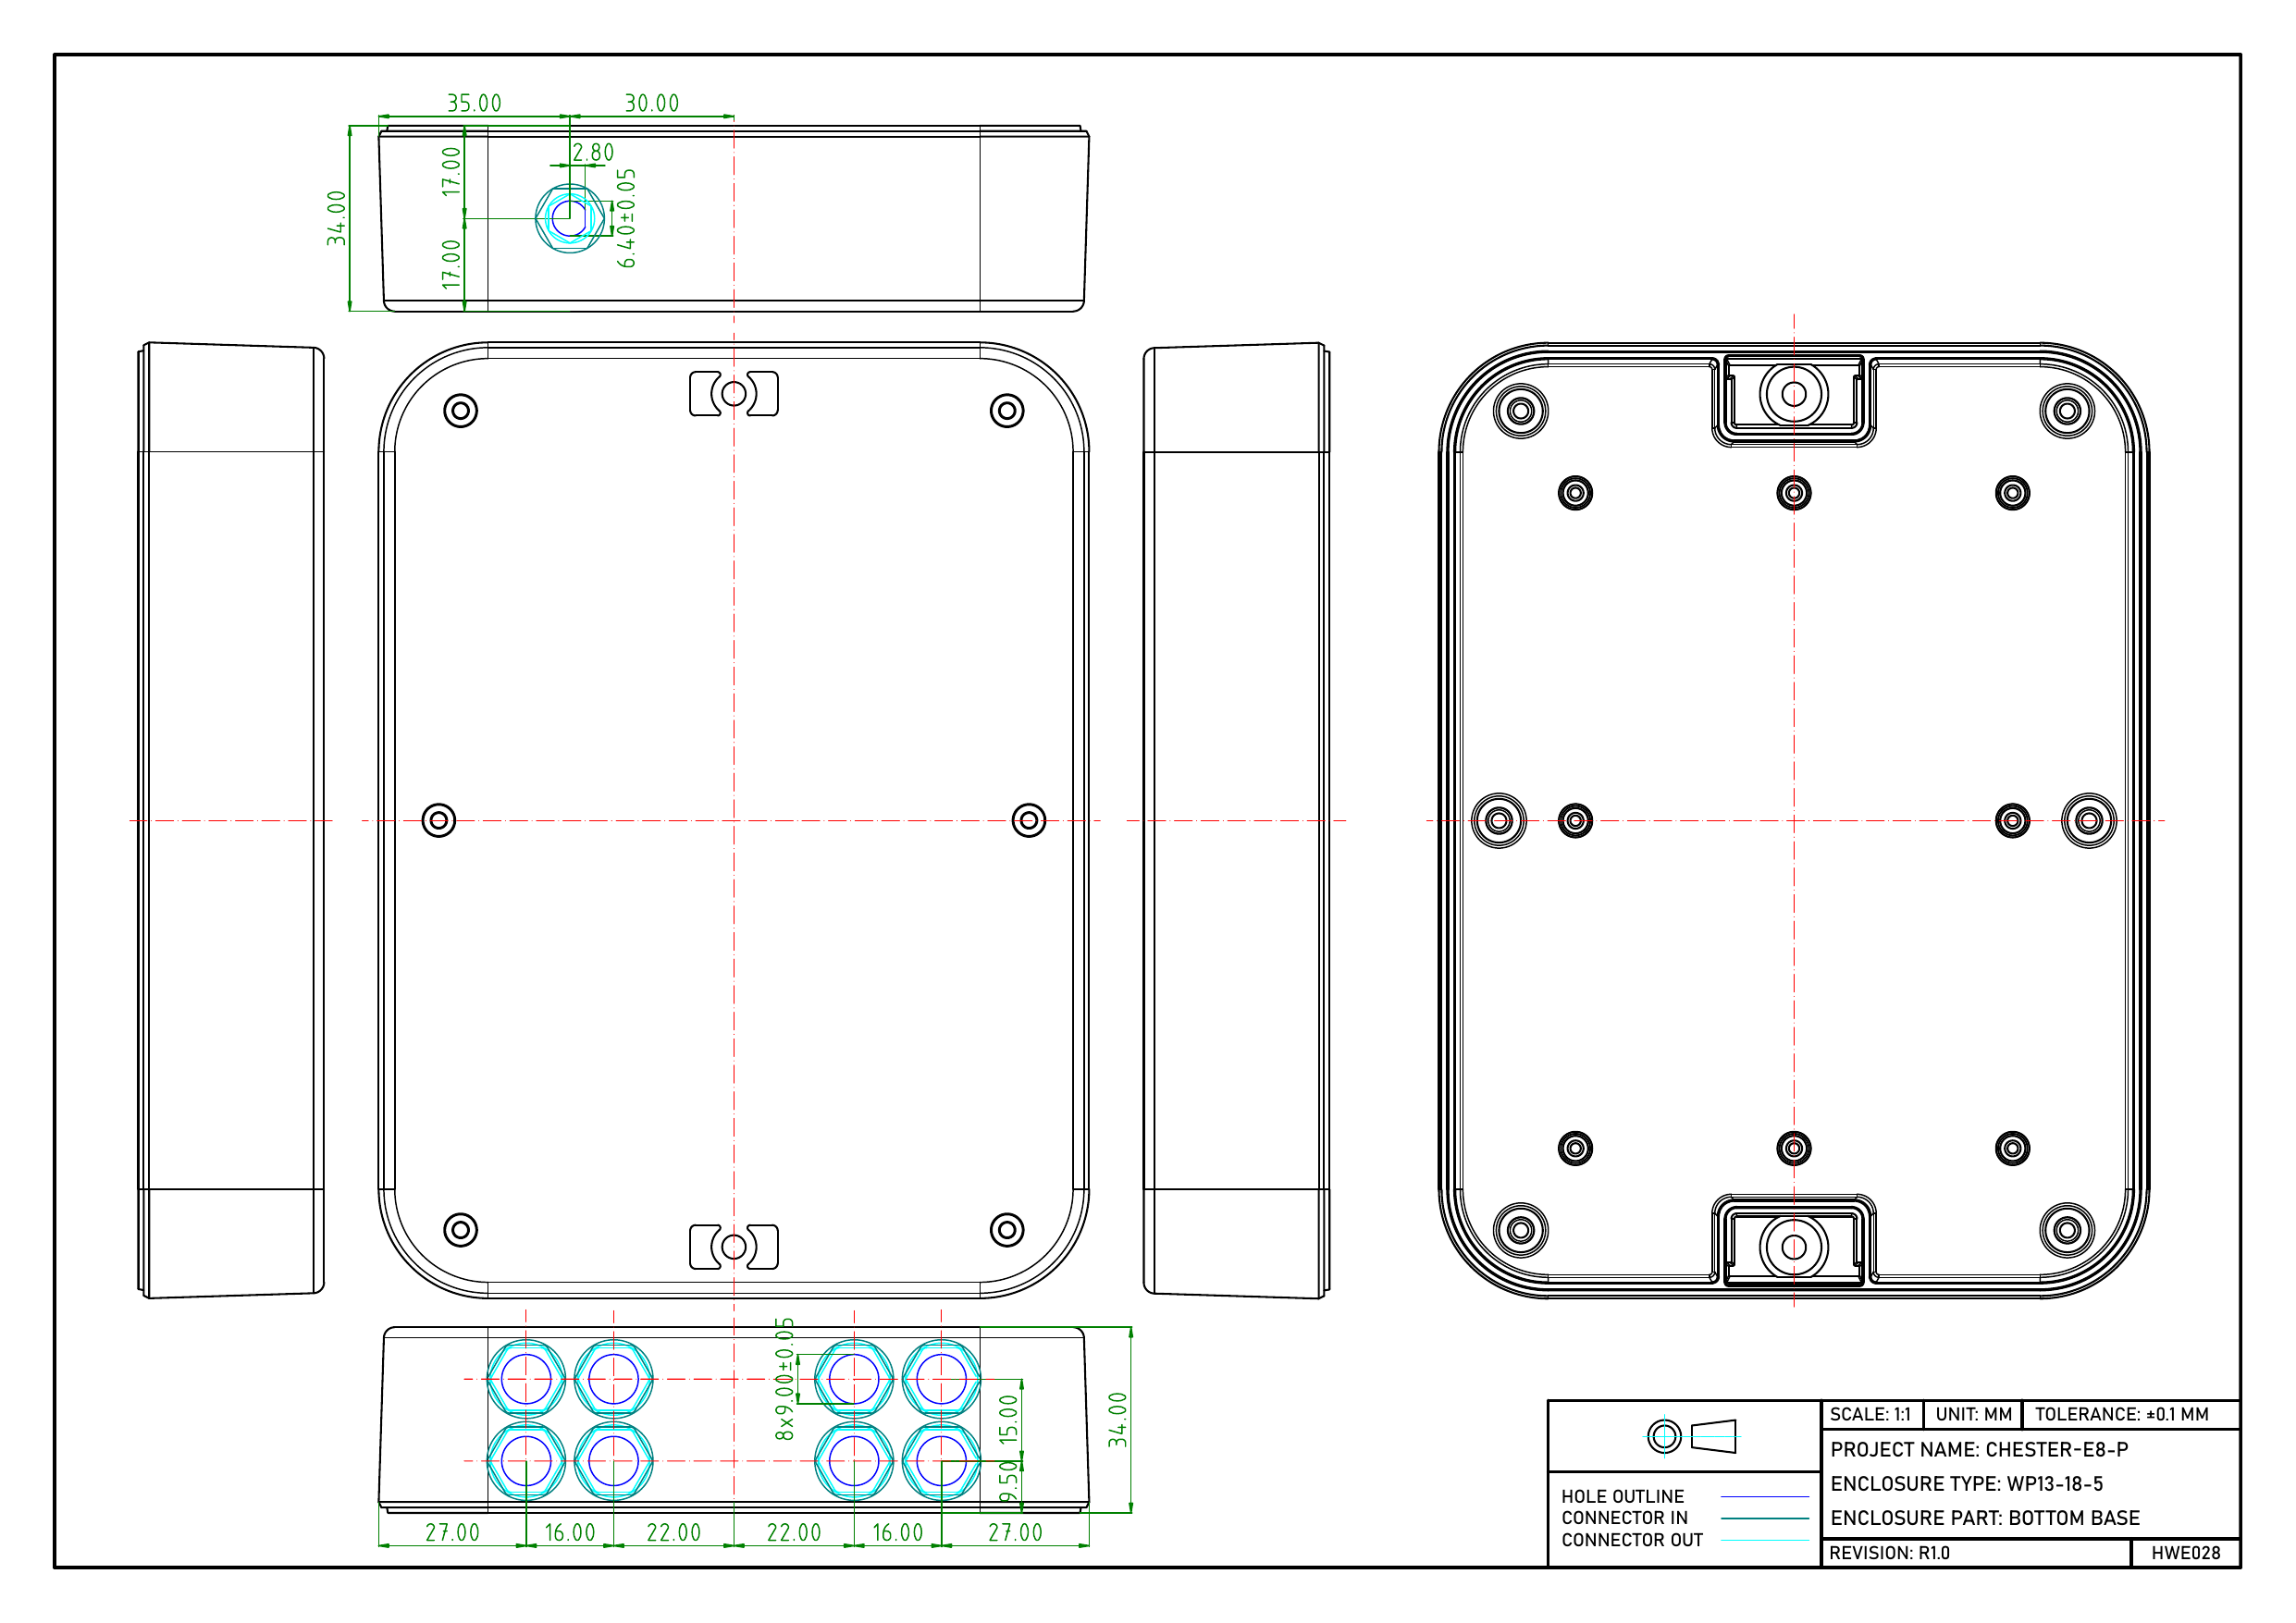 35.00
30.00
2.80
17.00
6.40±0.05
34.00
17.00
8x9.00±0.05
15.00
34.00
9.50
27.00
16.00
22.00
22.00
16.00
27.00
SCALE: 1:1
UNIT: MM
TOLERANCE: ±0.1 MM
PROJECT NAME: CHESTER-E8-P
ENCLOSURE TYPE: WP13-18-5
ENCLOSURE PART: BOTTOM BASE
HOLE OUTLINE
CONNECTOR IN
CONNECTOR OUT
REVISION: R1.0
HWE028